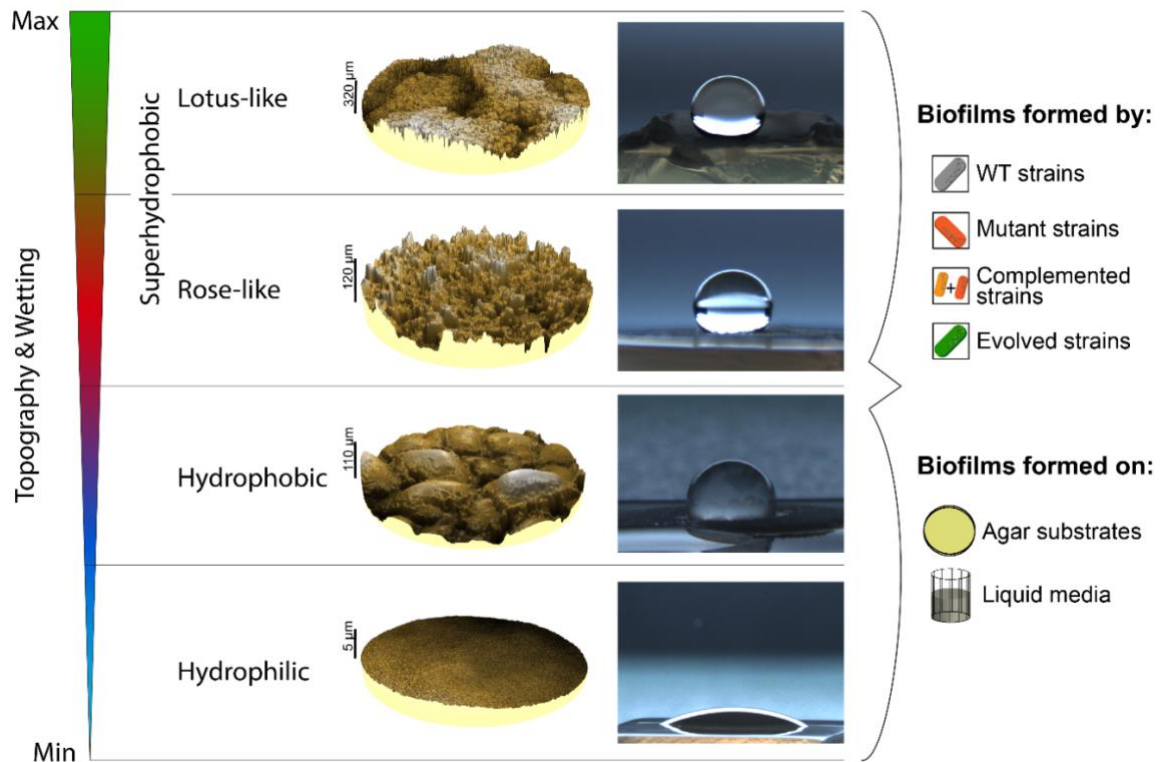 Max
Topography & Wetting
Min
Superhydrophobic
Lotus-like
320 µm
Rose-like
120 µm
Hydrophobic
110 µm
Hydrophilic
5 µm
Biofilms formed by:
WT strains
Mutant strains
+
Complemented
strains
Evolved strains
Biofilms formed on:
Agar substrates
Liquid media